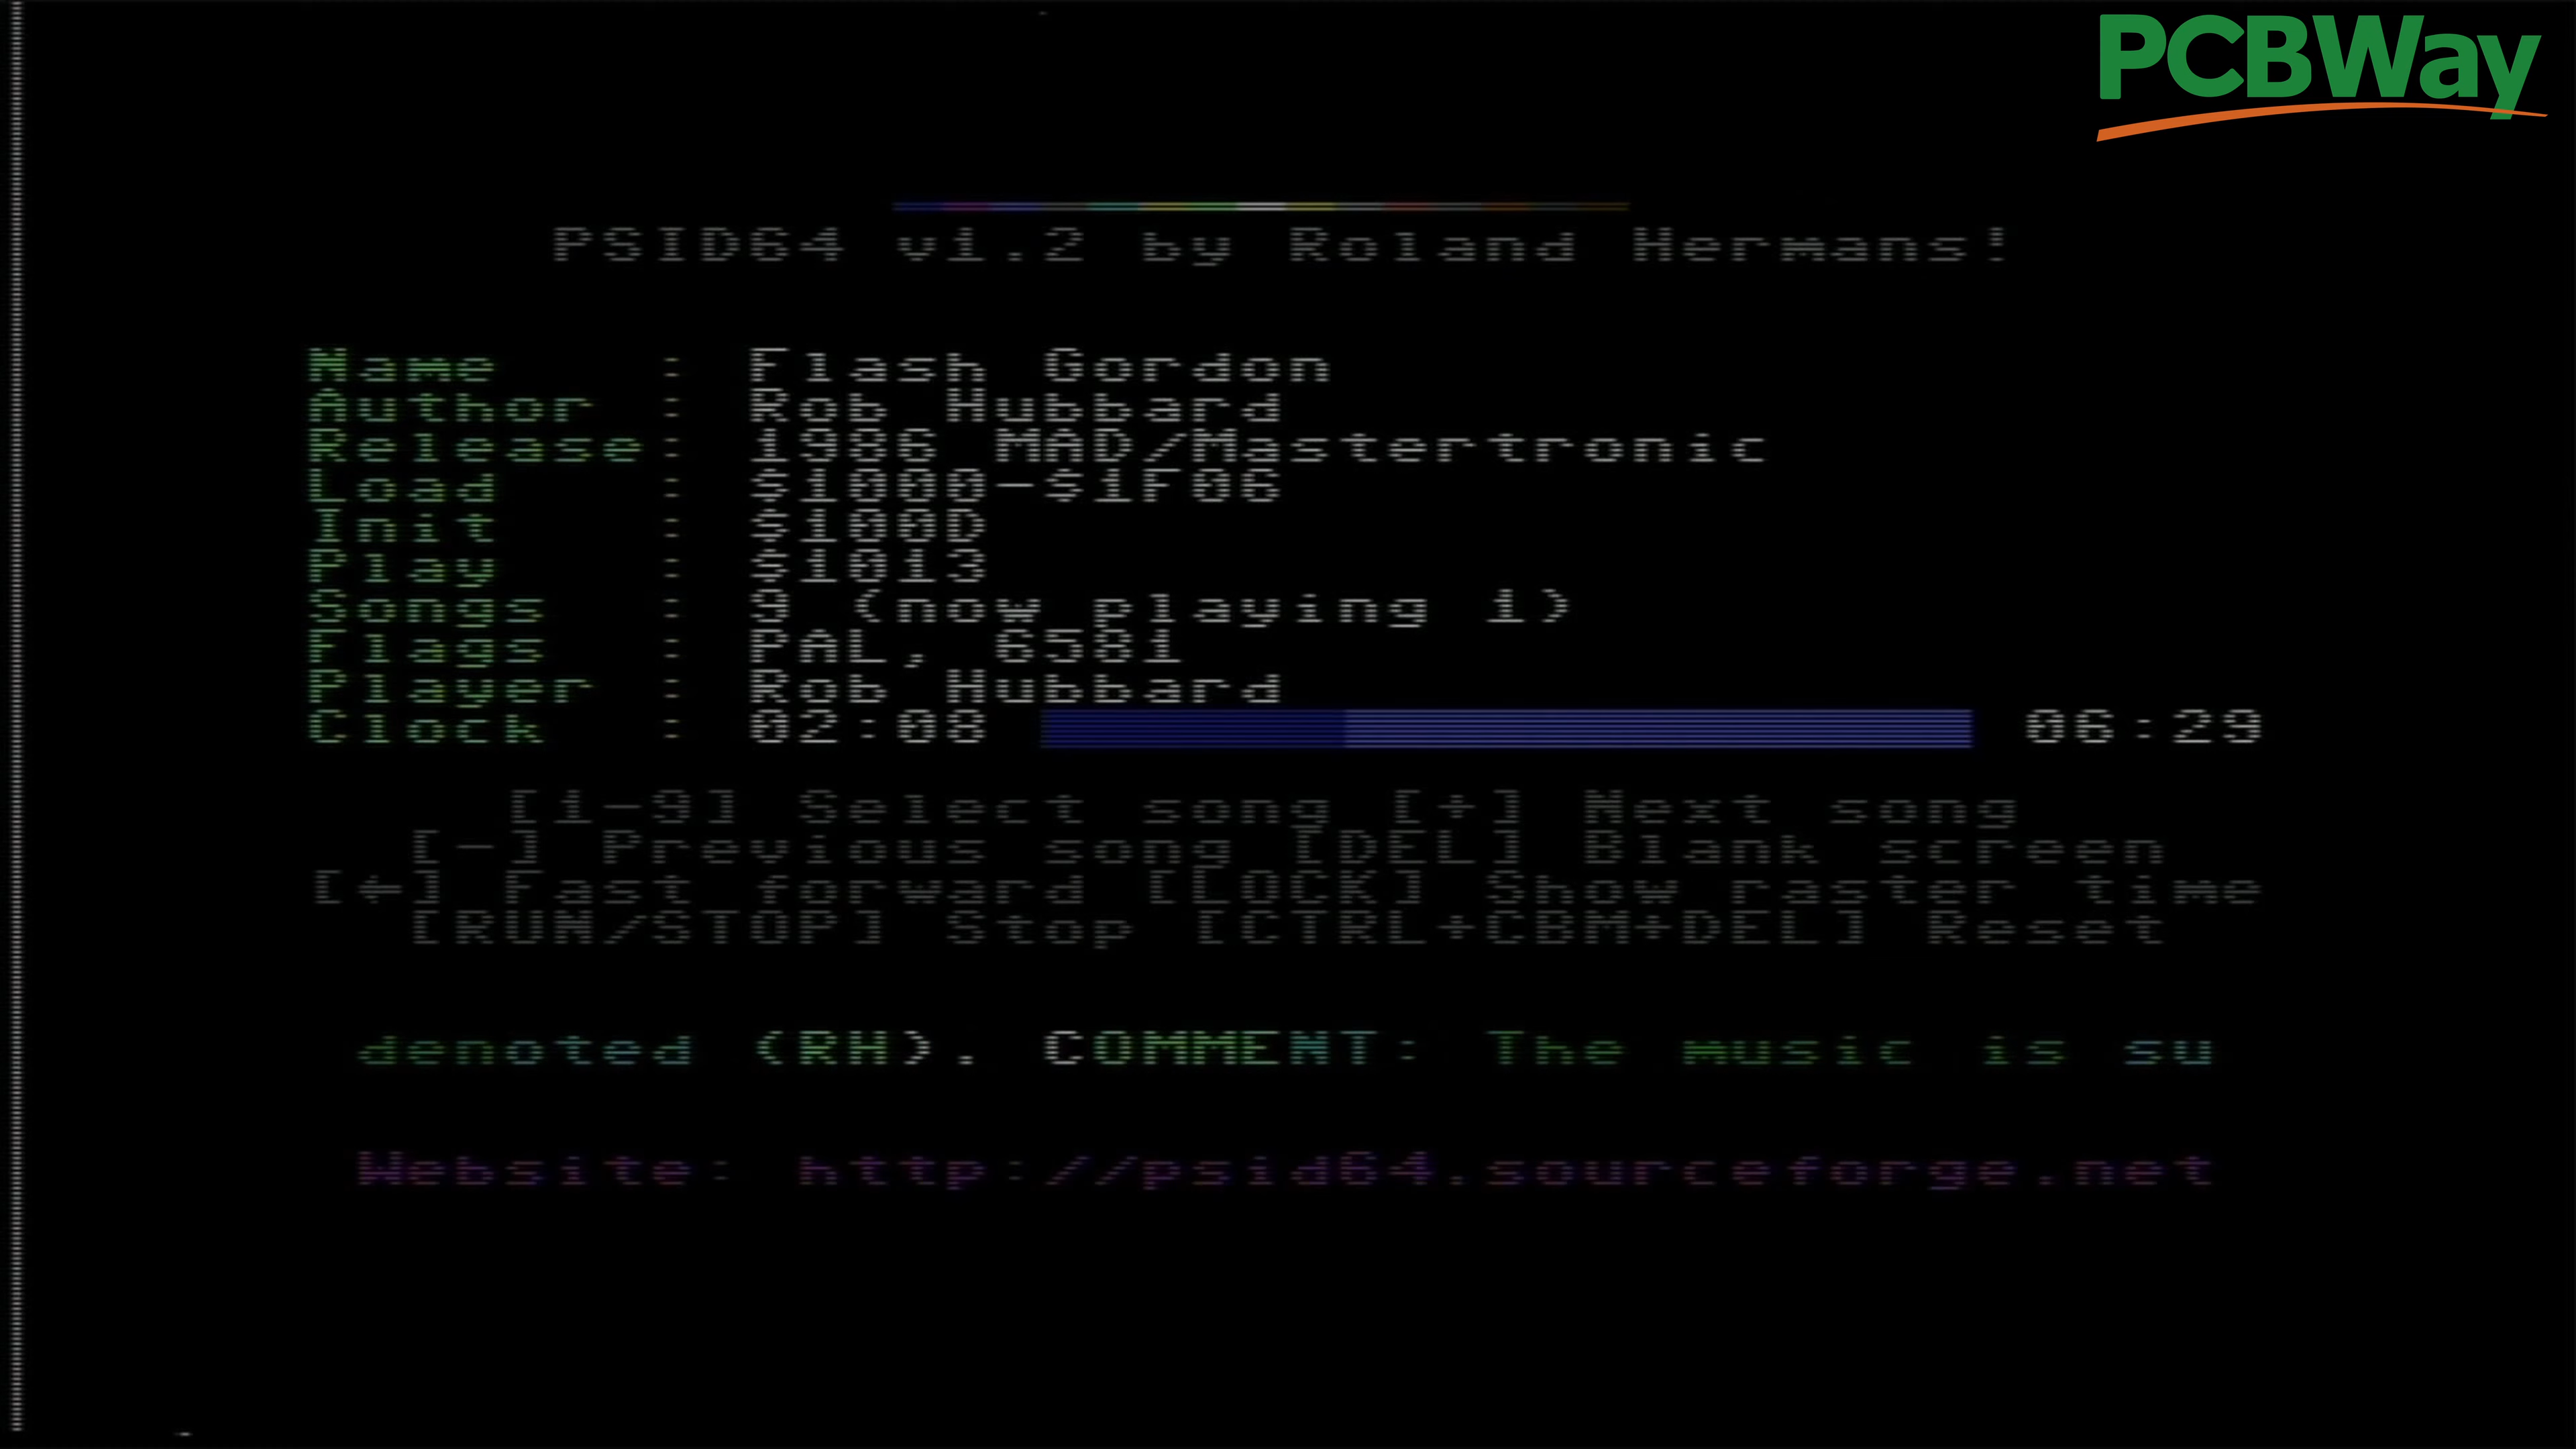 PCBWay
PSID64 v1.2 by Roland Hermans!
Name : Flash Gordon
Author : Rob Hubbard
Release: 1986 MAD/Mastertronic
Load : $1000-$1F06
Init : $100D
Play : $1013
Songs : 9 (now playing 1)
Flags : PAL, 6581
Player : Rob Hubbard
Clock : 02:08 06:29
[1-9] Select song [+] Next song
[-] Previous song [DEL] Blank screen
[←] Fast forward [LOCK] Show raster time
[RUN/STOP] Stop [CTRL+CBM+DEL] Reset
denoted (RH). COMMENT: The music is su
Website: http://psid64.sourceforge.net